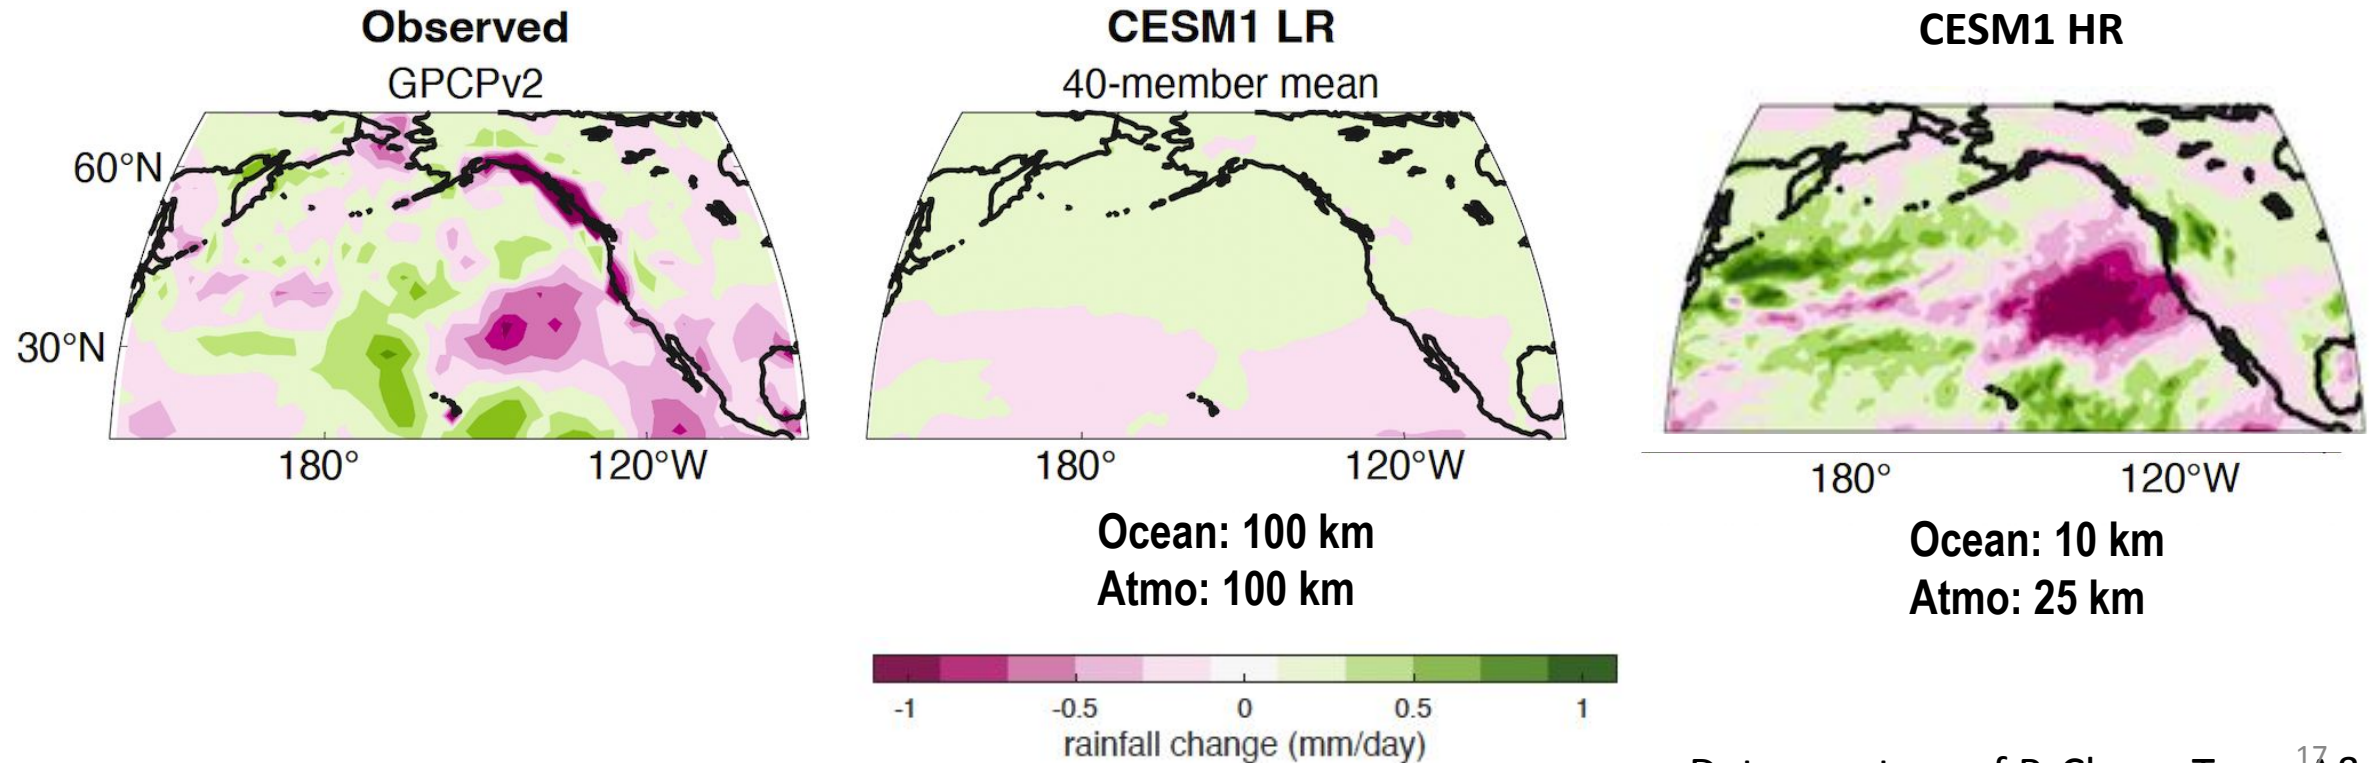 Observed
GPCPv2
CESM1 LR
40-member mean
CESM1 HR
60°N
30°N
180°
120°W
180°
120°W
180°
120°W
Ocean: 100 km
Atmo: 100 km
Ocean: 10 km
Atmo: 25 km
-1
-0.5
0
0.5
1
rainfall change (mm/day)
17